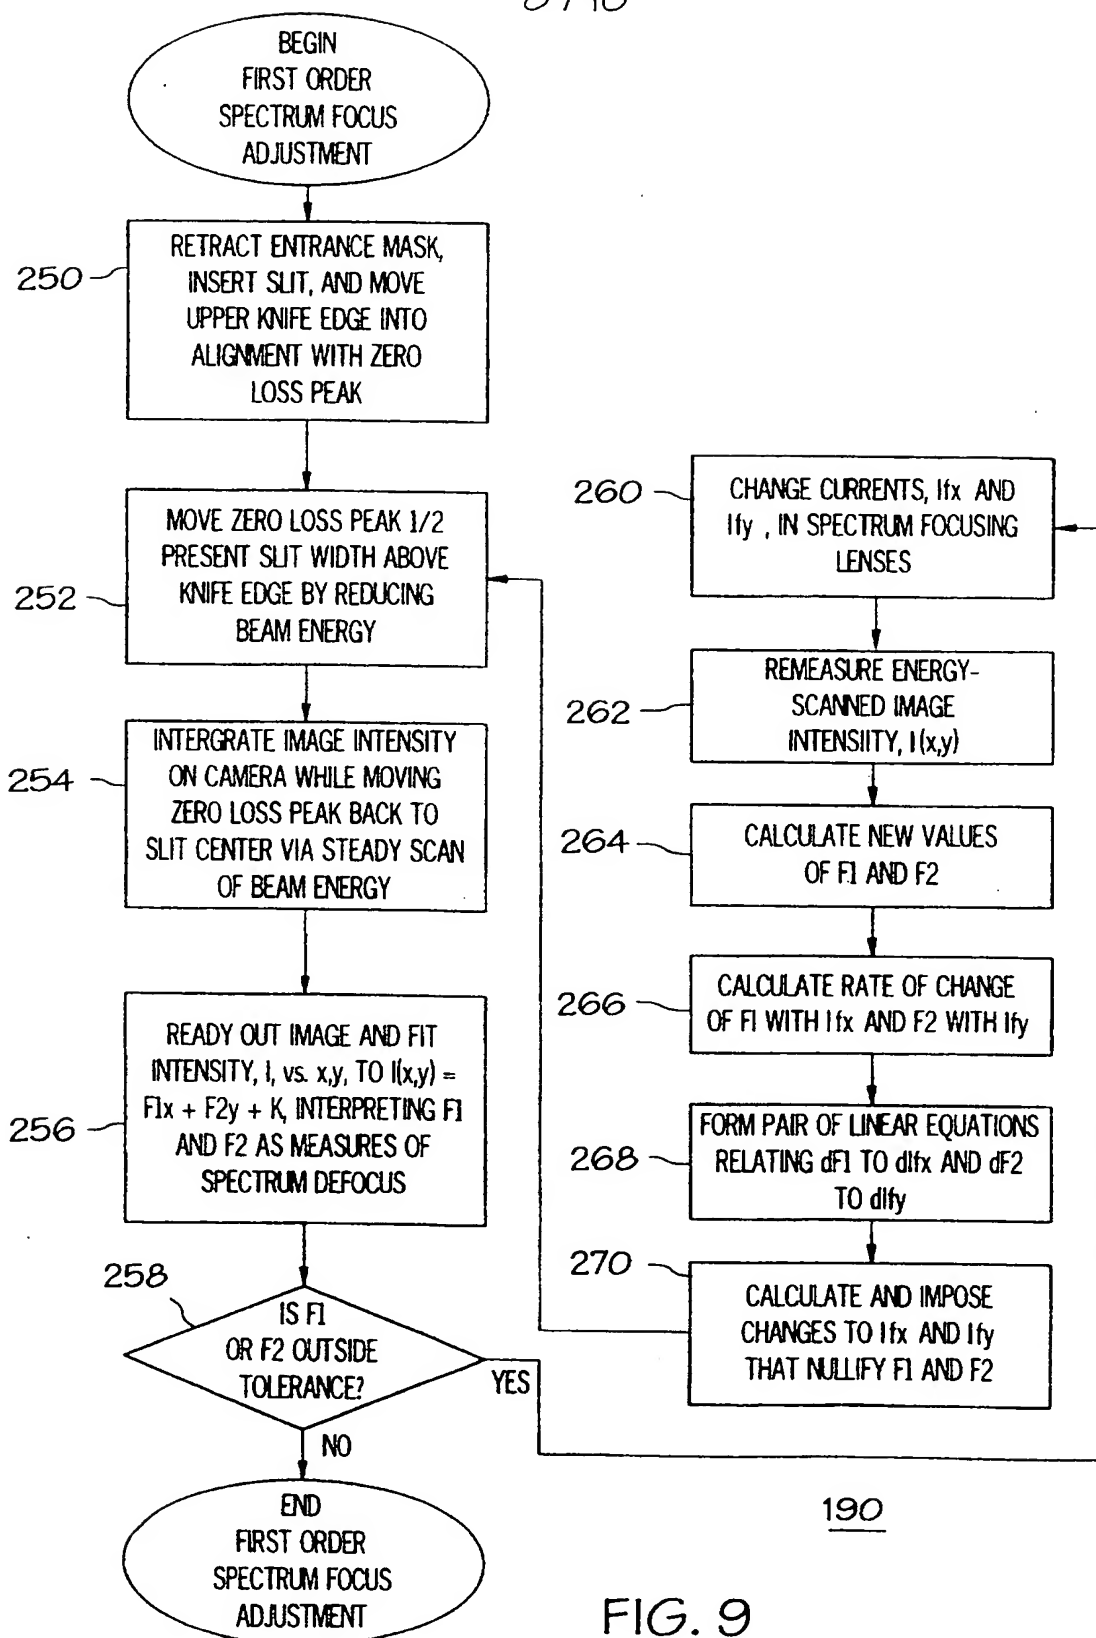 BEGIN
FIRST ORDER
SPECTRUM FOCUS
ADJUSTMENT
250
RETRACT ENTRANCE MASK,
INSERT SLIT, AND MOVE
UPPER KNIFE EDGE INTO
ALIGNMENT WITH ZERO
LOSS PEAK
252
MOVE ZERO LOSS PEAK 1/2
PRESENT SLIT WIDTH ABOVE
KNIFE EDGE BY REDUCING
BEAM ENERGY
254
INTERGRATE IMAGE INTENSITY
ON CAMERA WHILE MOVING
ZERO LOSS PEAK BACK TO
SLIT CENTER VIA STEADY SCAN
OF BEAM ENERGY
256
READY OUT IMAGE AND FIT
INTENSITY, I, vs. x,y, TO I(x,y) =
F1x + F2y + K, INTERPRETING F1
AND F2 AS MEASURES OF
SPECTRUM DEFOCUS
258
IS F1
OR F2 OUTSIDE
TOLERANCE?
YES
NO
END
FIRST ORDER
SPECTRUM FOCUS
ADJUSTMENT
260
CHANGE CURRENTS, Ifx AND
Ify , IN SPECTRUM FOCUSING
LENSES
262
REMEASURE ENERGY-
SCANNED IMAGE
INTENSIITY, I(x,y)
264
CALCULATE NEW VALUES
OF F1 AND F2
266
CALCULATE RATE OF CHANGE
OF F1 WITH Ifx AND F2 WITH Ify
268
FORM PAIR OF LINEAR EQUATIONS
RELATING dF1 TO dIfx AND dF2
TO dIfy
270
CALCULATE AND IMPOSE
CHANGES TO Ifx AND Ify
THAT NULLIFY F1 AND F2
190
FIG. 9